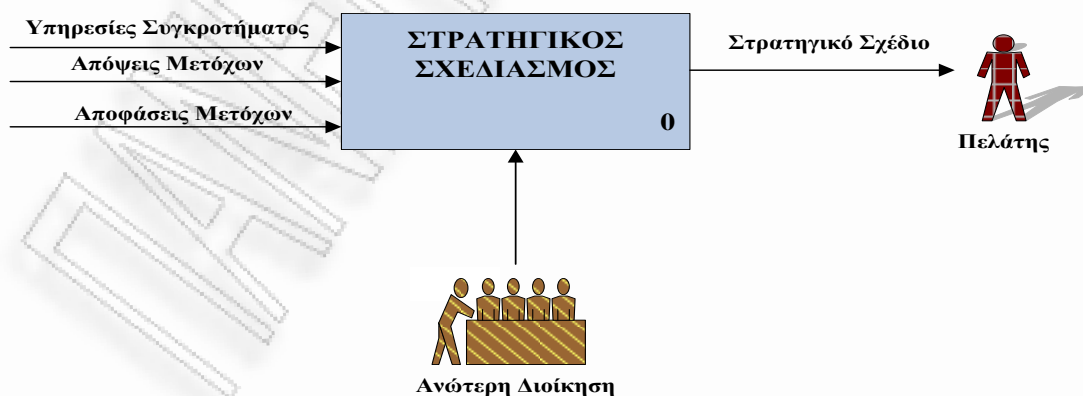 Υπηρεσίες Συγκροτήματος
Απόψεις Μετόχων
Αποφάσεις Μετόχων
ΣΤΡΑΤΗΓΙΚΟΣ
ΣΧΕΔΙΑΣΜΟΣ
0
Στρατηγικό Σχέδιο
Πελάτης
Ανώτερη Διοίκηση